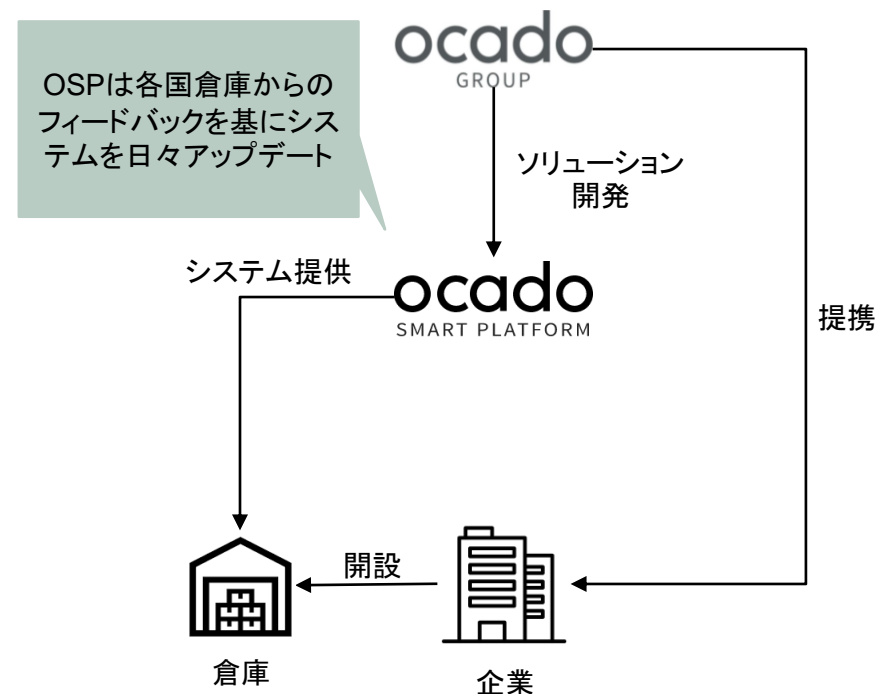 ocado
GROUP
OSPは各国倉庫からの
フィードバックを基にシス
テムを日々アップデート
ソリューション
開発
システム提供
ocado
SMART PLATFORM
提携
開設
倉庫
企業